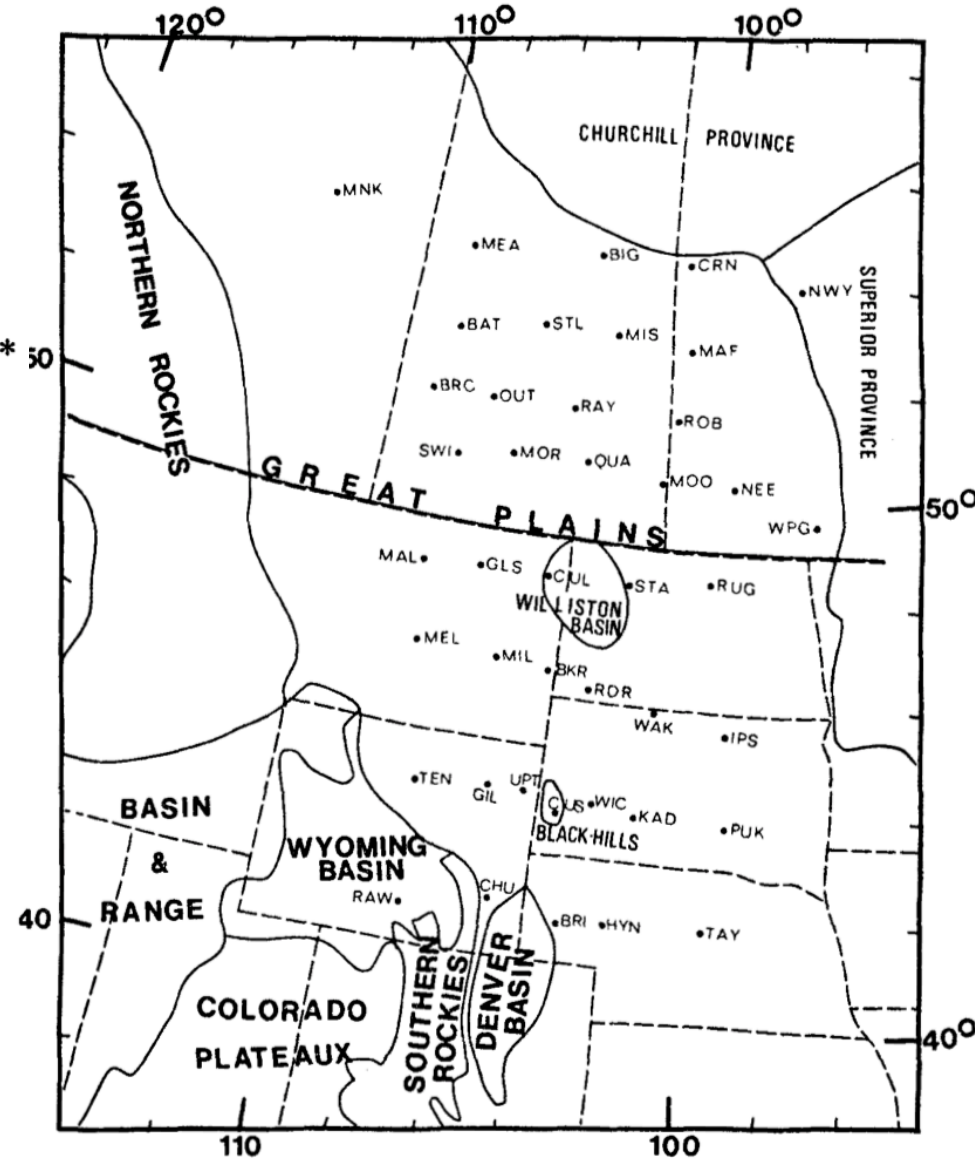 120° 110° 100°
CHURCHILL PROVINCE
MNK
NORTHERN ROCKIES
MEA
BIG
CRN
NWY
SUPERIOR PROVINCE
BAT
STL
MIS
MAF
* 50
BRC
OUT
RAY
ROB
SWI
MOR
QUA
GREAT PLAINS
MOO
NEE
50°
WPG
MAL
GLS
CUL
STA
RUG
WILLISTON
BASIN
MEL
MIL
BKR
RDR
WAK
IPS
TEN
GIL
UPT
CUS
WIC
KAD
PUK
BLACK HILLS
BASIN
&
RANGE
WYOMING
BASIN
RAW
CHU
40
BRI
HYN
TAY
SOUTHERN
ROCKIES
DENVER
BASIN
COLORADO
PLATEAUX
40°
110 100